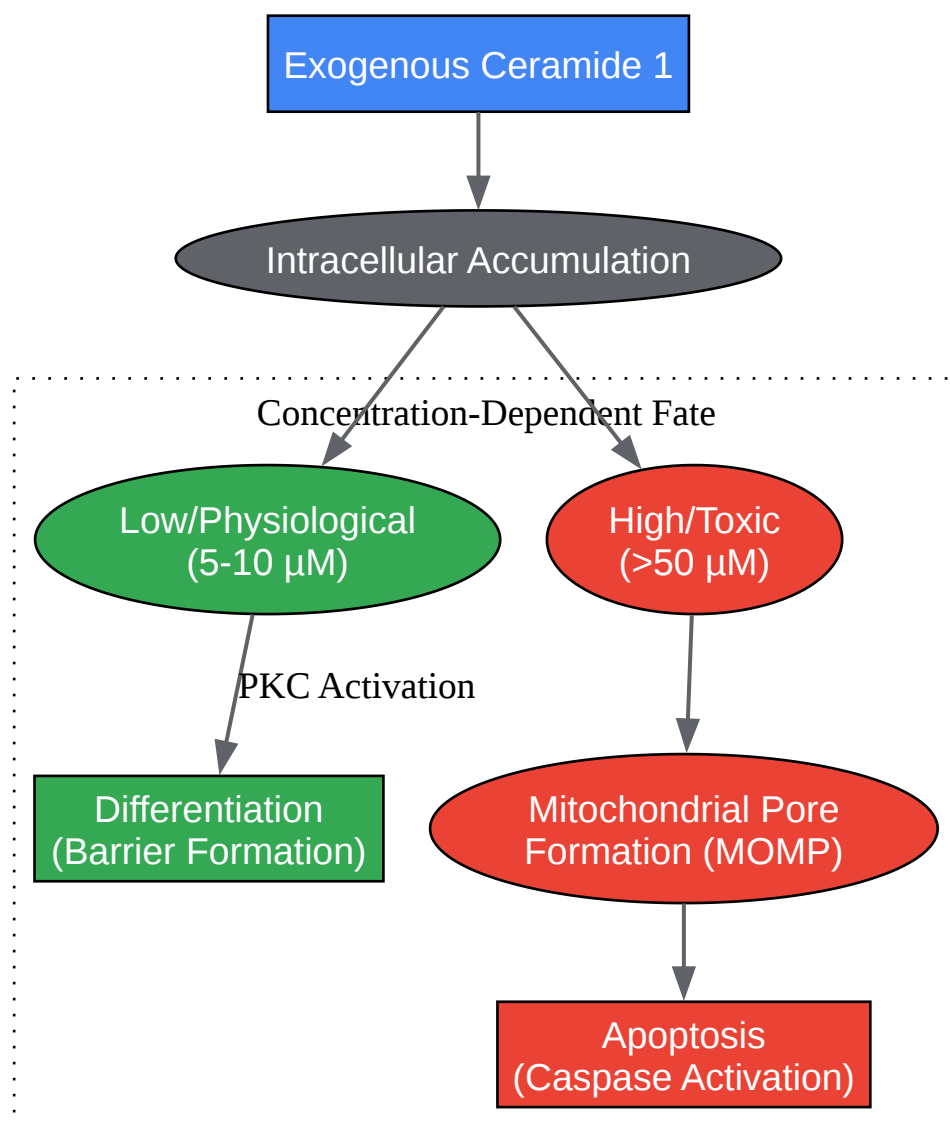 Exogenous Ceramide 1
Intracellular Accumulation
Concentration-Dependent Fate
Low/Physiological
(5-10 µM)
High/Toxic
(>50 µM)
PKC Activation
Differentiation
(Barrier Formation)
Mitochondrial Pore
Formation (MOMP)
Apoptosis
(Caspase Activation)